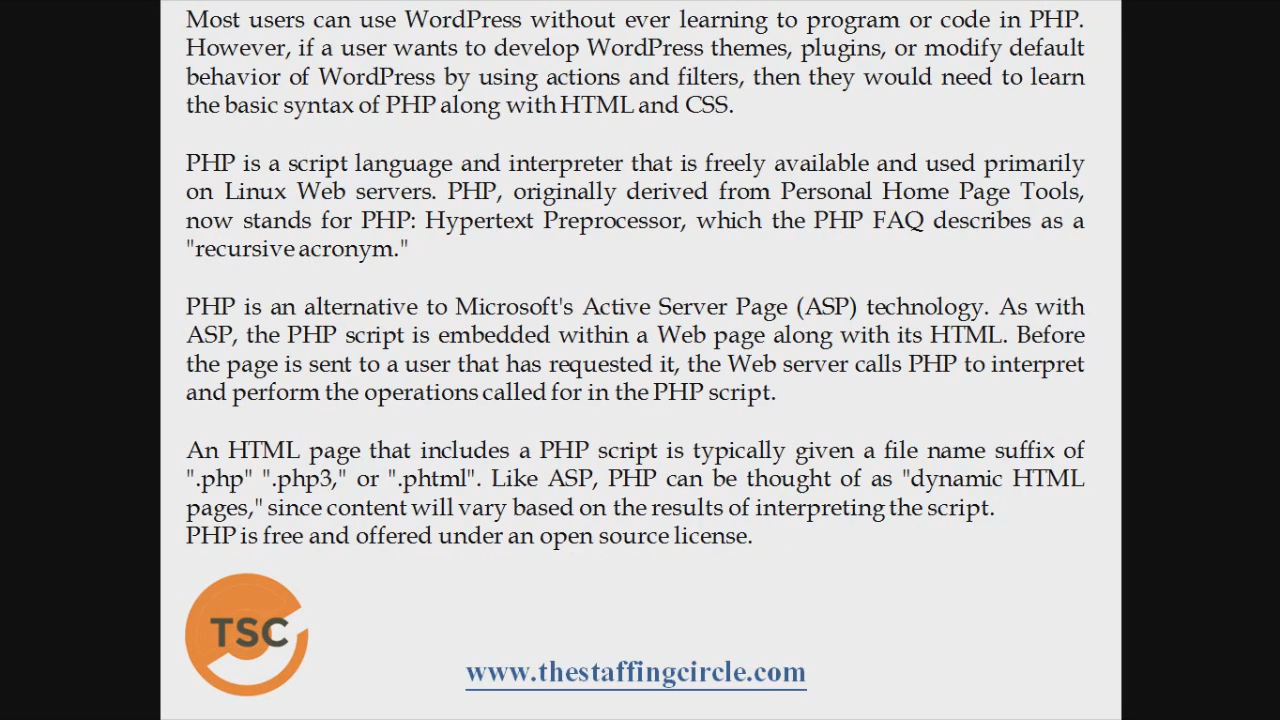 Most users can use WordPress without ever learning to program or code in PHP.
However, if a user wants to develop WordPress themes, plugins, or modify default
behavior of WordPress by using actions and filters, then they would need to learn
the basic syntax of PHP along with HTML and CSS.
PHP is a script language and interpreter that is freely available and used primarily
on Linux Web servers. PHP, originally derived from Personal Home Page Tools,
now stands for PHP: Hypertext Preprocessor, which the PHP FAQ describes as a
"recursive acronym."
PHP is an alternative to Microsoft's Active Server Page (ASP) technology. As with
ASP, the PHP script is embedded within a Web page along with its HTML. Before
the page is sent to a user that has requested it, the Web server calls PHP to interpret
and perform the operations called for in the PHP script.
An HTML page that includes a PHP script is typically given a file name suffix of
".php" ".php3," or ".phtml". Like ASP, PHP can be thought of as "dynamic HTML
pages," since content will vary based on the results of interpreting the script.
PHP is free and offered under an open source license.
TSC
www.thestaffingcircle.com